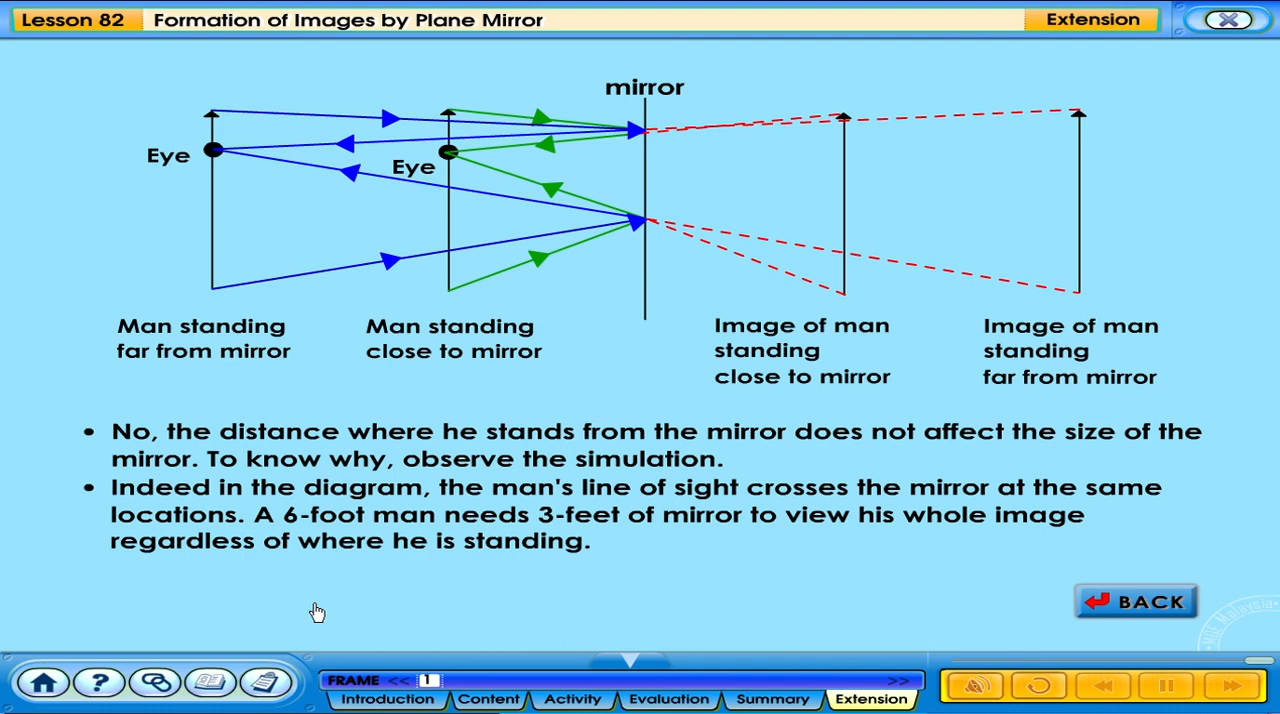 Lesson 82
Formation of Images by Plane Mirror
Extension
mirror
Eye
Eye
Man standing
far from mirror
Man standing
close to mirror
Image of man
standing
close to mirror
Image of man
standing
far from mirror
• No, the distance where he stands from the mirror does not affect the size of the
mirror. To know why, observe the simulation.
• Indeed in the diagram, the man's line of sight crosses the mirror at the same
locations. A 6-foot man needs 3-feet of mirror to view his whole image
regardless of where he is standing.
BACK
FRAME << 1 >>
Introduction
Content
Activity
Evaluation
Summary
Extension